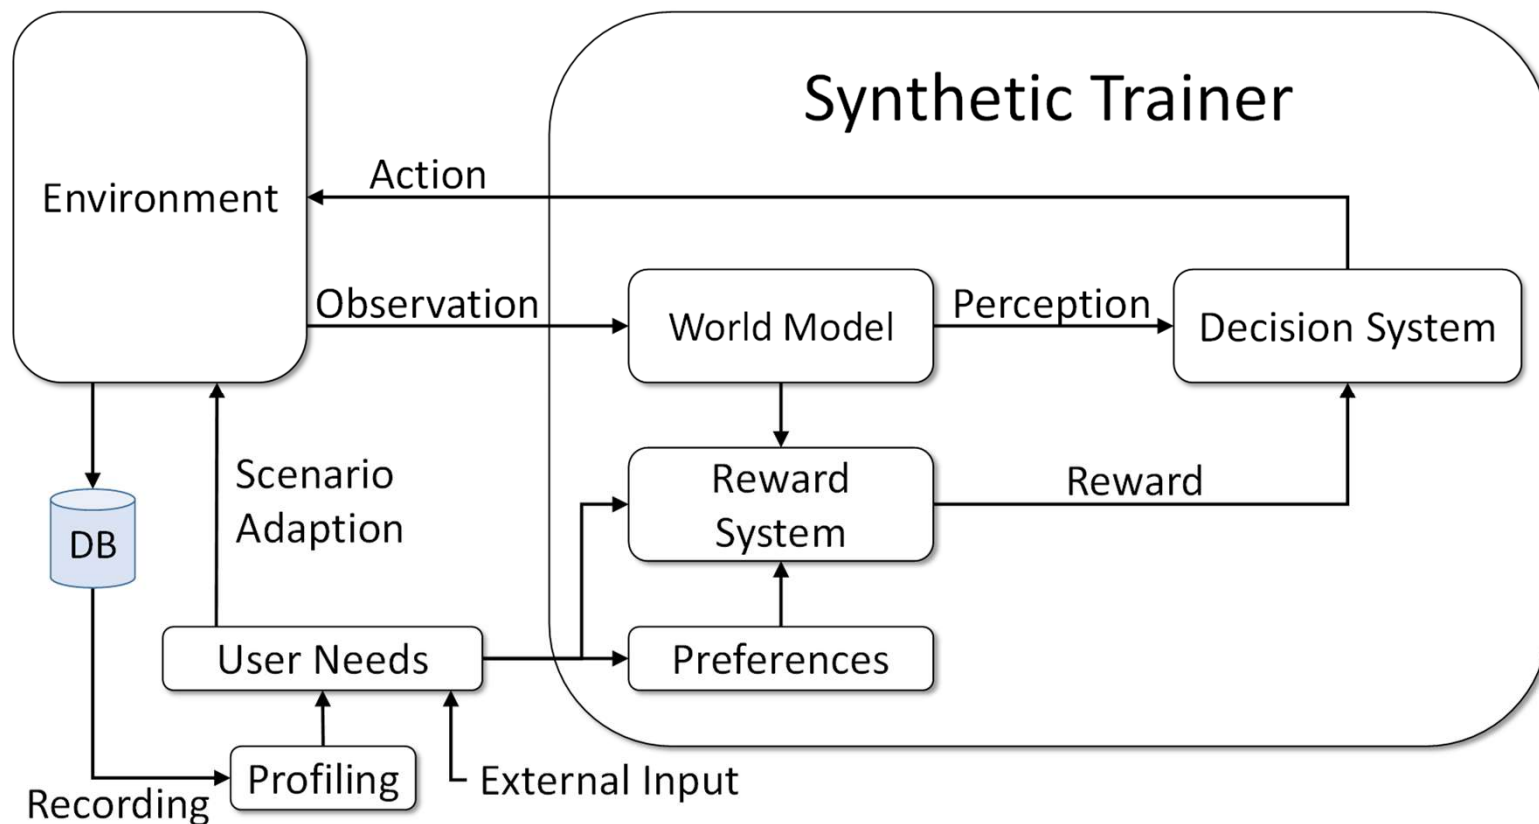 Synthetic Trainer
Action
Environment
Observation
World Model
Perception
Decision System
Scenario
Adaption
Reward
System
Reward
DB
User Needs
Preferences
Profiling
External Input
Recording